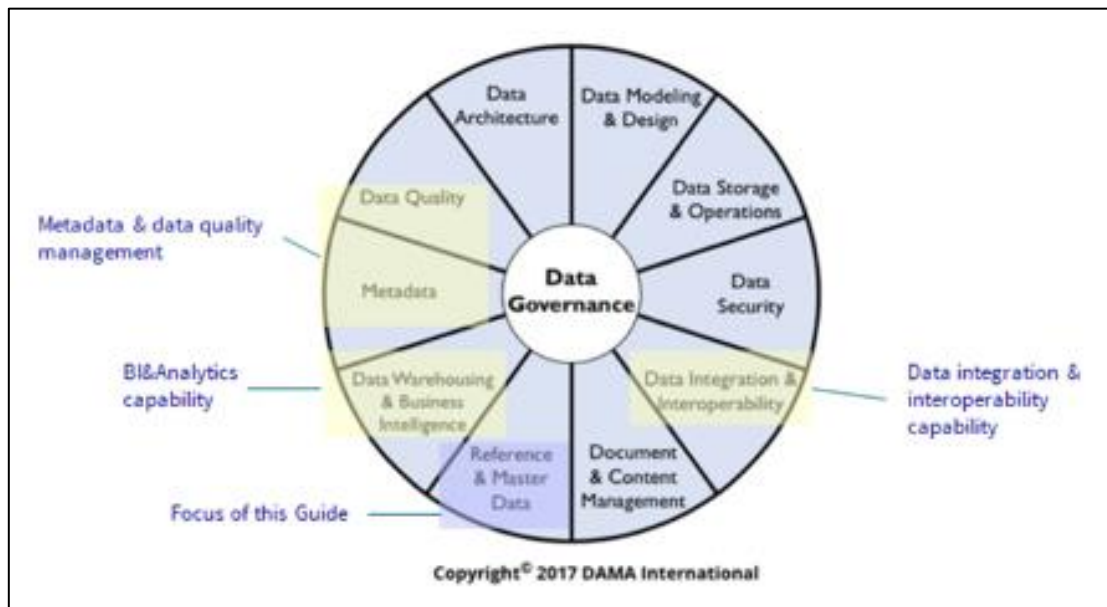 Data
Architecture
Data Modeling
& Design
Data Quality
Data Storage
& Operations
Metadata & data quality
management
Metadata
Data
Governance
Data
Security
BI&Analytics
capability
Data Warehousing
& Business
Intelligence
Data Integration &
Interoperability
Data integration &
interoperability
capability
Reference
& Master
Data
Document
& Content
Management
Focus of this Guide
Copyright© 2017 DAMA International